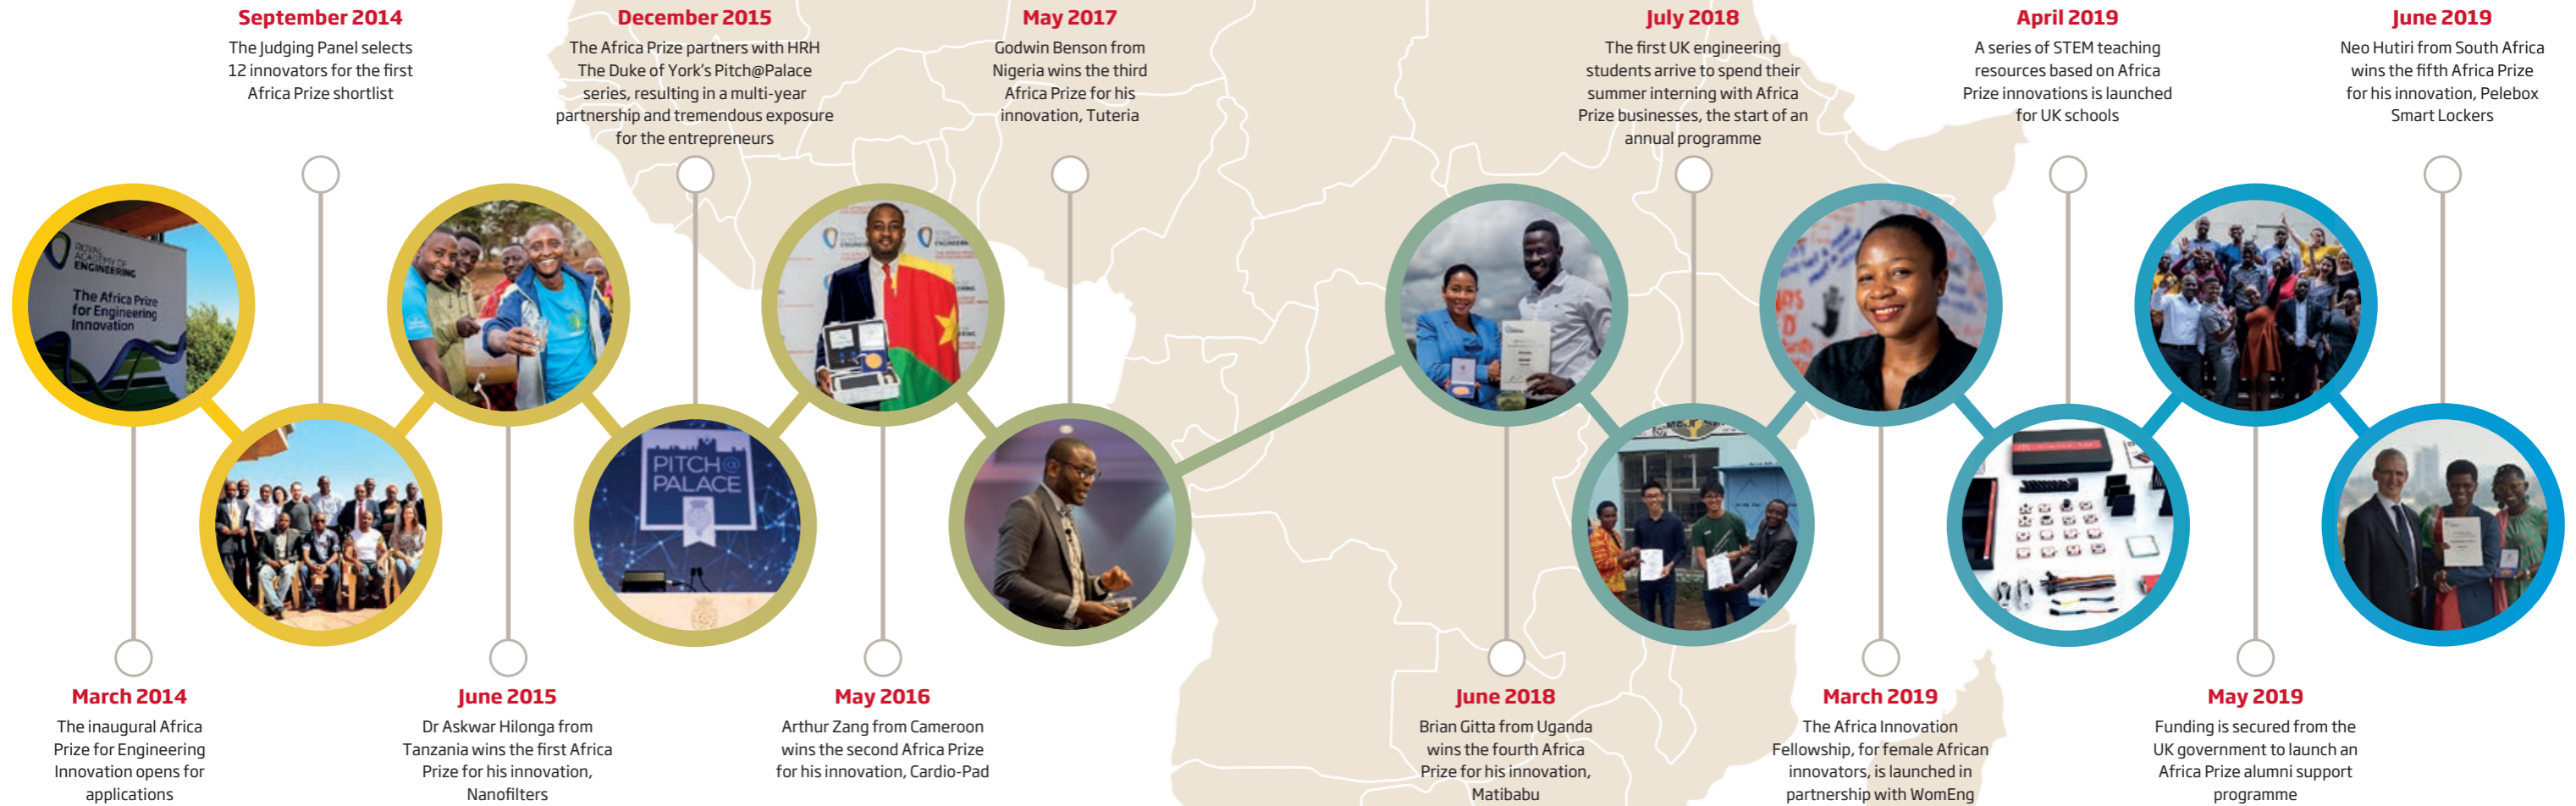 September 2014
The Judging Panel selects
12 innovators for the first
Africa Prize shortlist
December 2015
The Africa Prize partners with HRH
The Duke of York's Pitch@Palace
series, resulting in a multi-year
partnership and tremendous exposure
for the entrepreneurs
May 2017
Godwin Benson from
Nigeria wins the third
Africa Prize for his
innovation, Tuteria
July 2018
The first UK engineering
students arrive to spend their
summer interning with Africa
Prize businesses, the start of an
annual programme
April 2019
A series of STEM teaching
resources based on Africa
Prize innovations is launched
for UK schools
June 2019
Neo Hutiri from South Africa
wins the fifth Africa Prize
for his innovation, Pelebox
Smart Lockers
ROYAL
ACADEMY OF
ENGINEERING
The Africa Prize
for Engineering
Innovation
PITCH@
PALACE
March 2014
The inaugural Africa
Prize for Engineering
Innovation opens for
applications
June 2015
Dr Askwar Hilonga from
Tanzania wins the first Africa
Prize for his innovation,
Nanofilters
May 2016
Arthur Zang from Cameroon
wins the second Africa Prize
for his innovation, Cardio-Pad
June 2018
Brian Gitta from Uganda
wins the fourth Africa
Prize for his innovation,
Matibabu
March 2019
The Africa Innovation
Fellowship, for female African
innovators, is launched in
partnership with WomEng
May 2019
Funding is secured from the
UK government to launch an
Africa Prize alumni support
programme